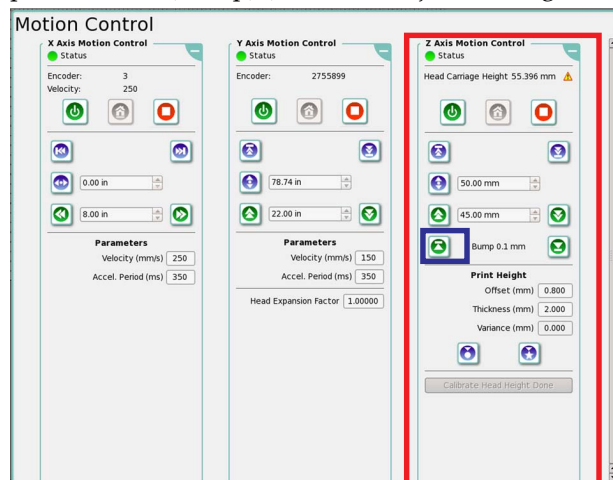 Motion Control
X Axis Motion Control
Status
Encoder: 3
Velocity: 250
0.00 in
8.00 in
Parameters
Velocity (mm/s) 250
Accel. Period (ms) 350
Y Axis Motion Control
Status
Encoder: 2755899
78.74 in
22.00 in
Parameters
Velocity (mm/s) 150
Accel. Period (ms) 350
Head Expansion Factor 1.00000
Z Axis Motion Control
Status
Head Carriage Height 55.396 mm
50.00 mm
45.00 mm
Bump 0.1 mm
Print Height
Offset (mm) 0.800
Thickness (mm) 2.000
Variance (mm) 0.000
Calibrate Head Height Done